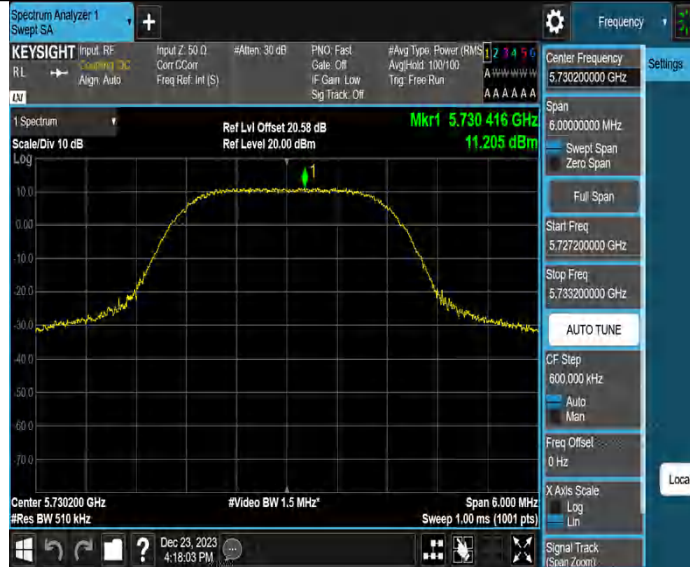 Spectrum Analyzer 1
Swept SA
+
Frequency
KEYSIGHT
RL
LXI
Input: RF
Coupling: DC
Align: Auto
Input Z: 50 Ω
Corr CCorr
Freq Ref: Int (S)
#Atten: 30 dB
PNO: Fast
Gate: Off
IF Gain: Low
Sig Track: Off
#Avg Type: Power (RMS
Avg|Hold: 100/100
Trig: Free Run
1 2 3 4 5 6
A W W W W W
A A A A A A
1 Spectrum
Scale/Div 10 dB
Ref Lvl Offset 20.58 dB
Ref Level 20.00 dBm
Mkr1 5.730 416 GHz
11.205 dBm
Log
1
10.0
0.00
-10.0
-20.0
-30.0
-40.0
-50.0
-60.0
-70.0
Center 5.730200 GHz
#Res BW 510 kHz
#Video BW 1.5 MHz*
Span 6.000 MHz
Sweep 1.00 ms (1001 pts)
?
Dec 23, 2023
4:18:03 PM
Center Frequency
5.730200000 GHz
Settings
Span
6.00000000 MHz
Swept Span
Zero Span
Full Span
Start Freq
5.727200000 GHz
Stop Freq
5.733200000 GHz
AUTO TUNE
CF Step
600.000 kHz
Auto
Man
Freq Offset
0 Hz
X Axis Scale
Log
Lin
Loca
Signal Track
(Span Zoom)